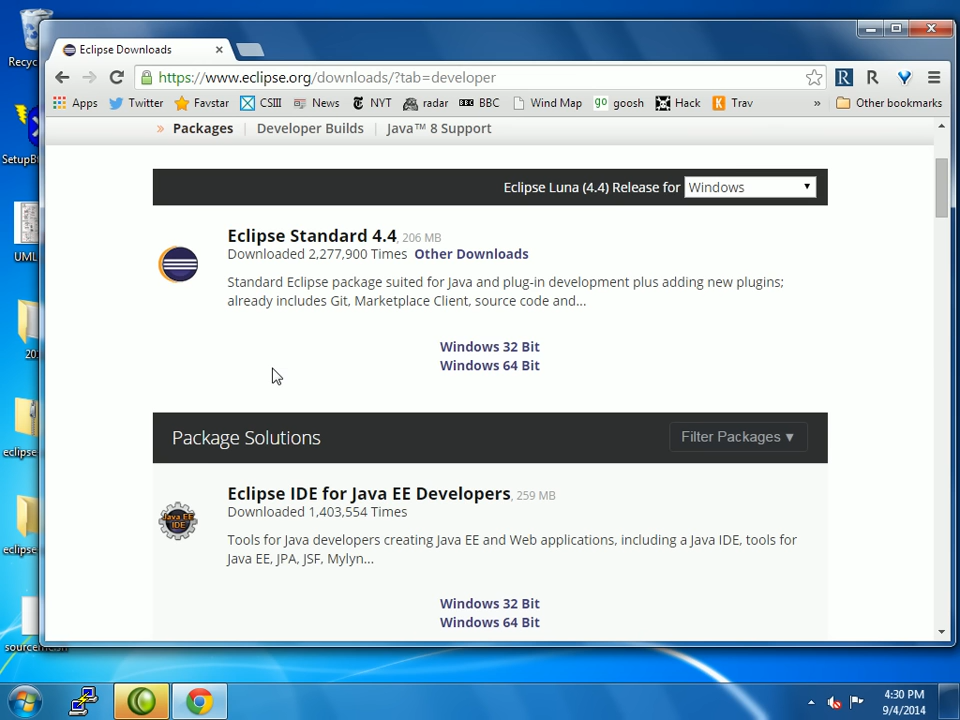 Recyc
SetupB
UML
20
eclipse
eclipse
Eclipse Downloads
https://www.eclipse.org/downloads/?tab=developer
Apps Twitter Favstar CSIII News NYT radar BBC Wind Map go goosh Hack Trav » Other bookmarks
Packages Developer Builds Java™ 8 Support
Eclipse Luna (4.4) Release for Windows
Eclipse Standard 4.4, 206 MB
Downloaded 2,277,900 Times Other Downloads
Standard Eclipse package suited for Java and plug-in development plus adding new plugins;
already includes Git, Marketplace Client, source code and...
Windows 32 Bit
Windows 64 Bit
Package Solutions
Filter Packages ▼
Java EE
IDE
Eclipse IDE for Java EE Developers, 259 MB
Downloaded 1,403,554 Times
Tools for Java developers creating Java EE and Web applications, including a Java IDE, tools for
Java EE, JPA, JSF, Mylyn...
Windows 32 Bit
Windows 64 Bit
4:30 PM
9/4/2014